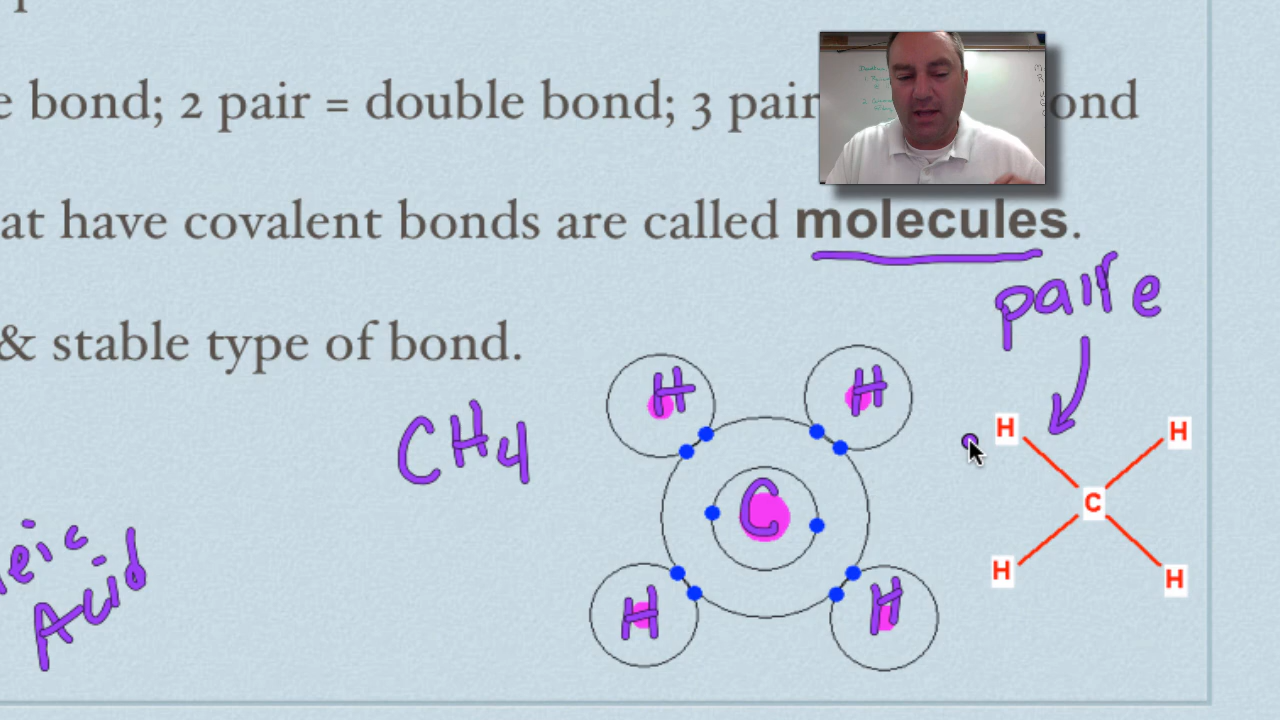 e bond; 2 pair = double bond; 3 pair ond
at have covalent bonds are called molecules.
pair e
& stable type of bond.
CH4
H H
C
H H
H H
C
H H
eic
Acid